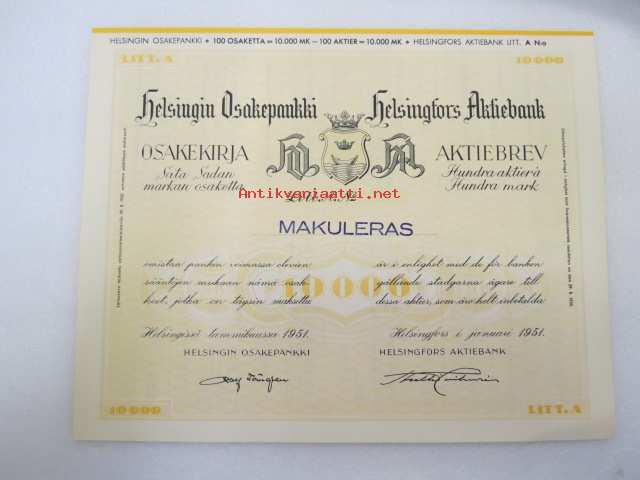 HELSINGIN OSAKEPANKKI + 100 OSAKETTA = 10.000 MK — 100 AKTIER = 10.000 MK + HELSINGFORS AKTIEBANK LITT. A N:o
LITT. A 10000
Helsingin Osakepankki Helsingfors Aktiebank
OSAKEKIRJA AKTIEBREV
Sata Sadan Hundra aktier à
markan osaketta Hundra mark
Antikvariaatti.net
Litt. A. No
MAKULERAS
omistaa pankin voimassa olevien är i enlighet med de för banken
sääntöjen mukaan nämä osak- gällande stadgarna ägare till
keet, jotka on täysin maksettu dessa aktier, som äro helt inbetalda
10000
Helsingissä tammikuussa 1951. Helsingfors i januari 1951.
HELSINGIN OSAKEPANKKI HELSINGFORS AKTIEBANK
10000 LITT. A